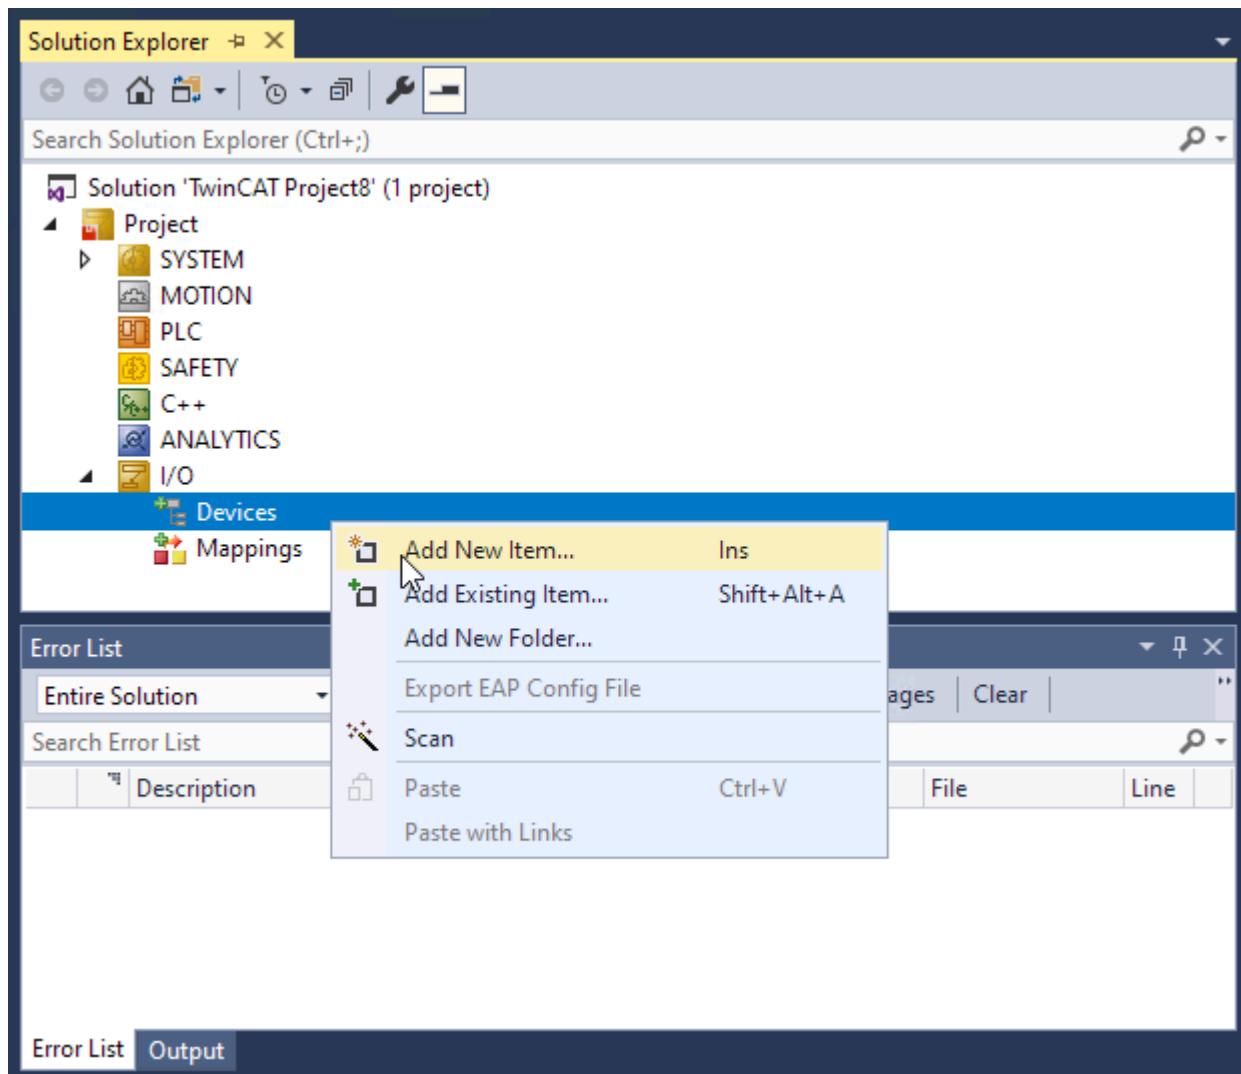 Solution Explorer
Search Solution Explorer (Ctrl+;)
Solution 'TwinCAT Project8' (1 project)
Project
SYSTEM
MOTION
PLC
SAFETY
C++
ANALYTICS
I/O
Devices
Mappings
Add New Item... Ins
Add Existing Item... Shift+Alt+A
Add New Folder...
Export EAP Config File
Scan
Paste Ctrl+V
Paste with Links
Error List
Entire Solution ages Clear
Search Error List
Description File Line
Error List Output